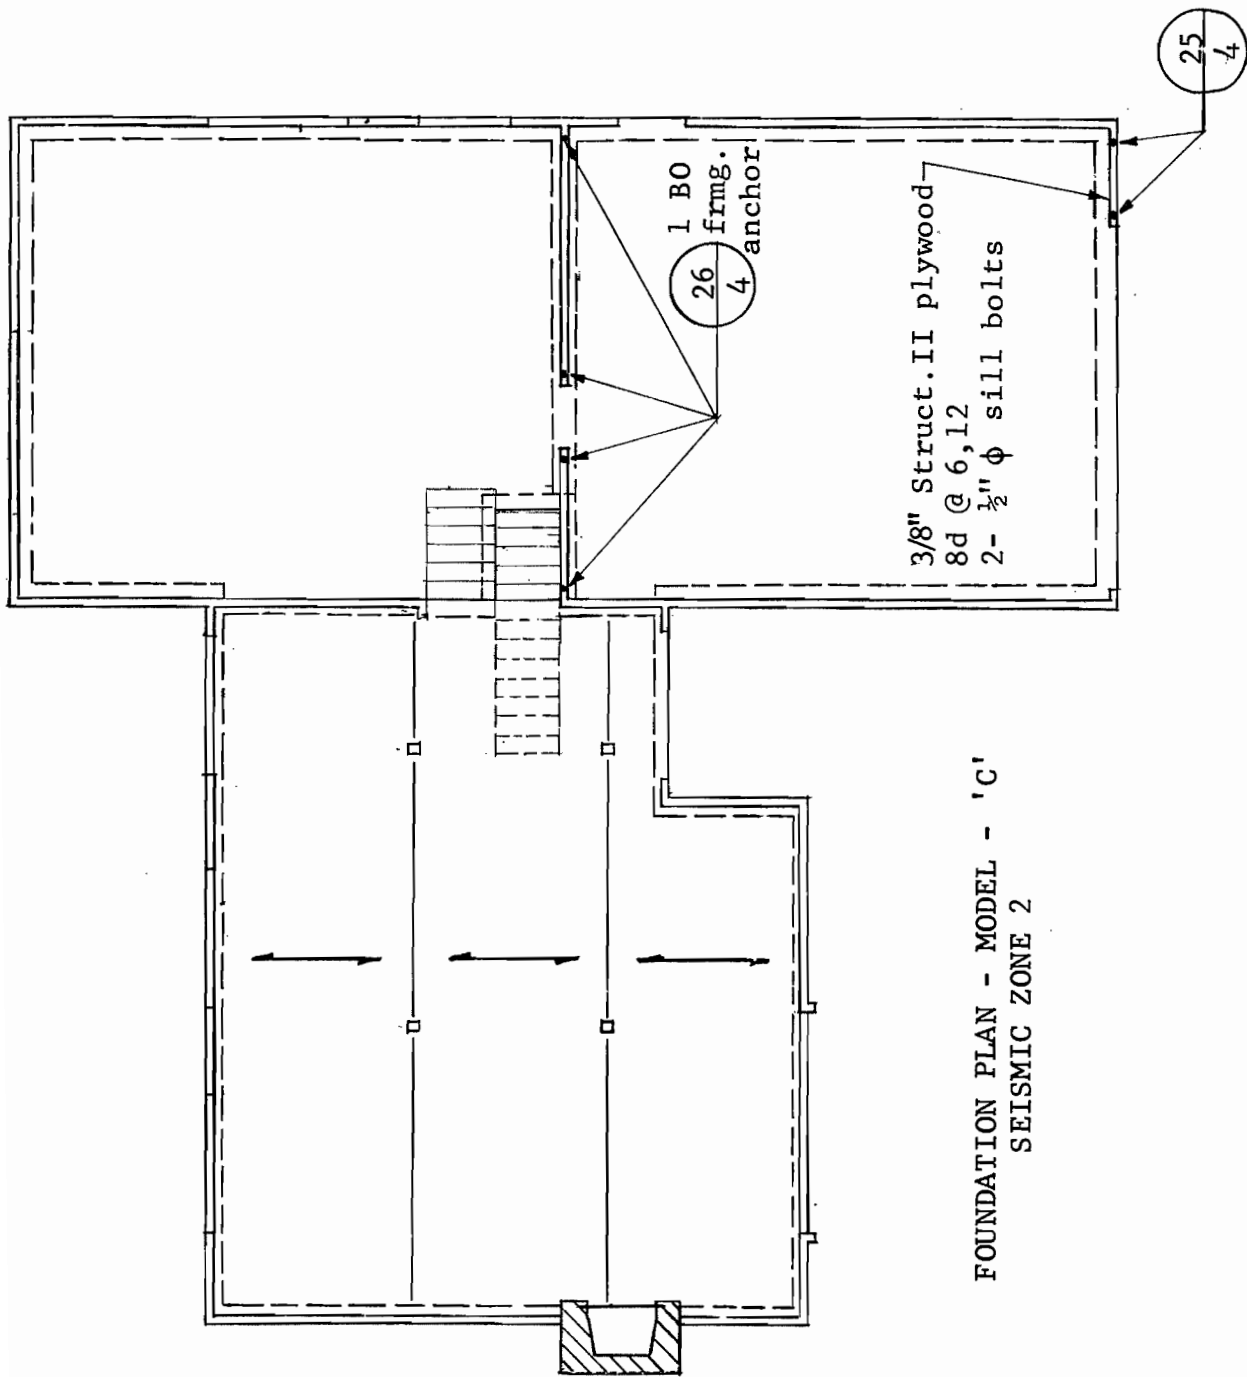 25
4
1 BO
frmg.
anchor
26
4
3/8" Struct.II plywood
8d @ 6,12
2- ½" ϕ sill bolts
FOUNDATION PLAN - MODEL - 'C'
SEISMIC ZONE 2